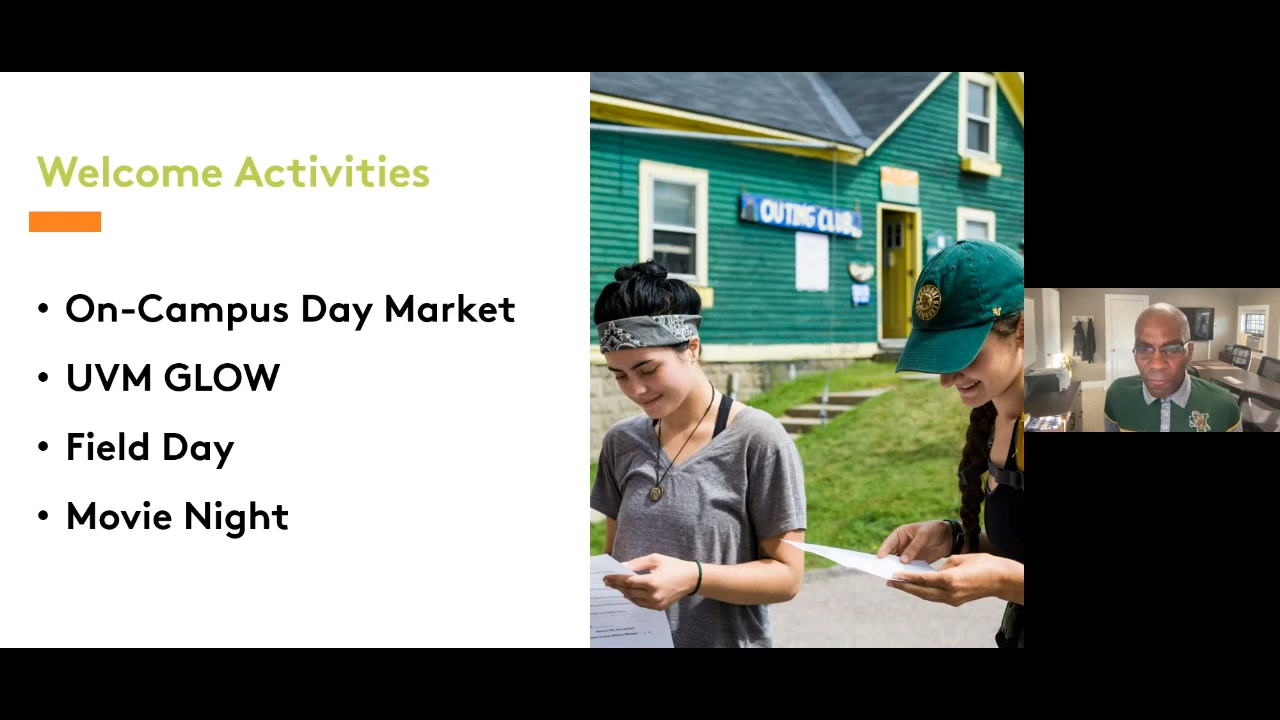 Welcome Activities
• On-Campus Day Market
• UVM GLOW
• Field Day
• Movie Night
OUTING CLUB